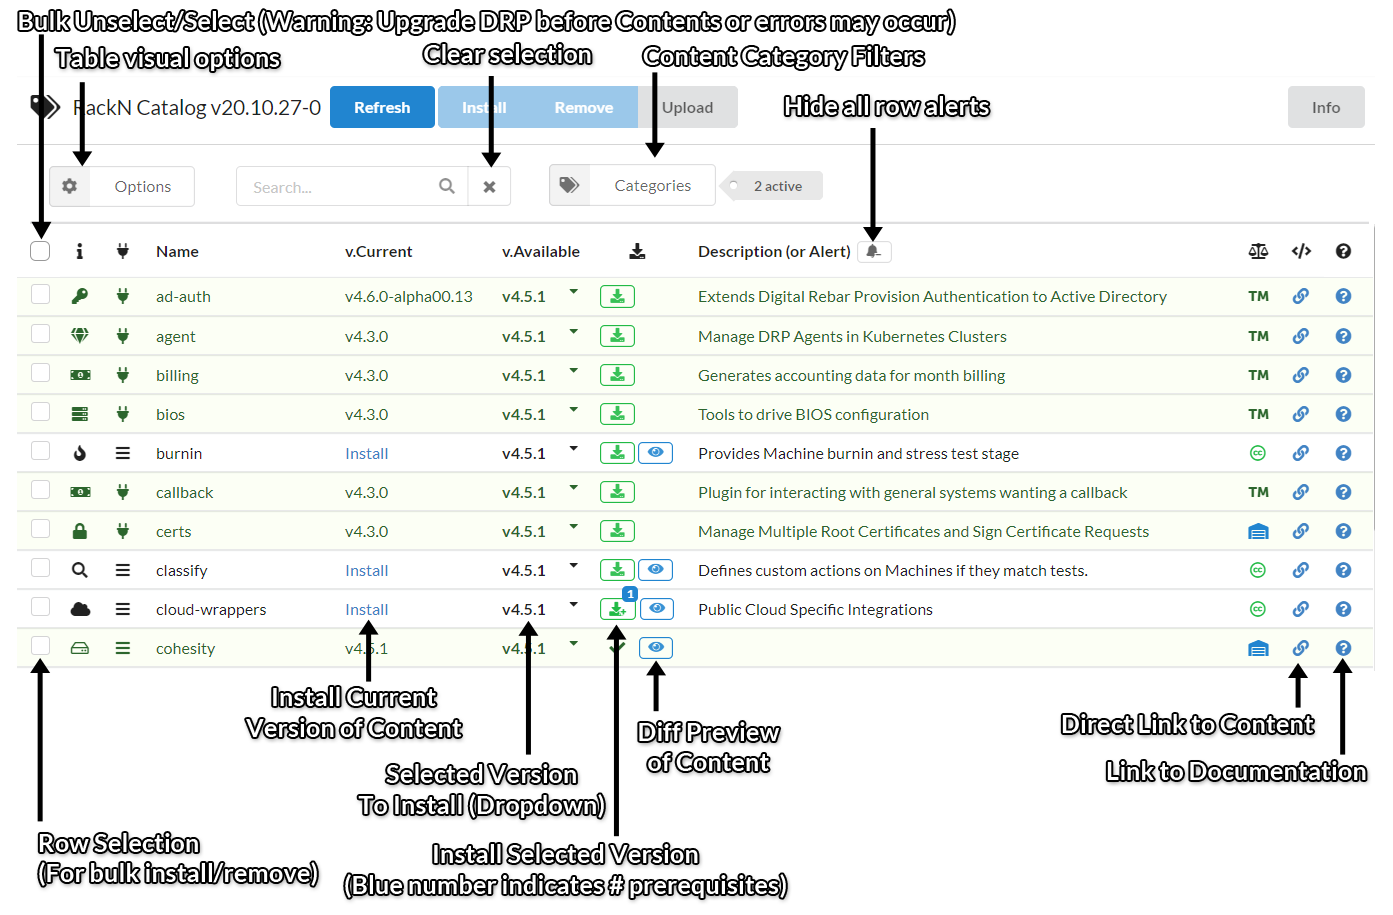 Bulk Unselect/Select (Warning: Upgrade DRP before Contents or errors may occur)
Table visual options
Clear selection
Content Category Filters
RackN Catalog v20.10.27-0
Refresh
Install
Remove
Upload
Hide all row alerts
Info
Options
Search...
Categories
2 active
Name v.Current v.Available Description (or Alert)
ad-auth v4.6.0-alpha00.13 v4.5.1 Extends Digital Rebar Provision Authentication to Active Directory TM
agent v4.3.0 v4.5.1 Manage DRP Agents in Kubernetes Clusters TM
billing v4.3.0 v4.5.1 Generates accounting data for month billing TM
bios v4.3.0 v4.5.1 Tools to drive BIOS configuration TM
burnin Install v4.5.1 Provides Machine burnin and stress test stage cc
callback v4.3.0 v4.5.1 Plugin for interacting with general systems wanting a callback TM
certs v4.3.0 v4.5.1 Manage Multiple Root Certificates and Sign Certificate Requests
classify Install v4.5.1 Defines custom actions on Machines if they match tests. cc
cloud-wrappers Install v4.5.1 1 Public Cloud Specific Integrations cc
cohesity v4.5.1 v4.5.1
Install Current
Version of Content
Selected Version
To Install (Dropdown)
Diff Preview
of Content
Direct Link to Content
Link to Documentation
Row Selection
(For bulk install/remove)
Install Selected Version
(Blue number indicates # prerequisites)